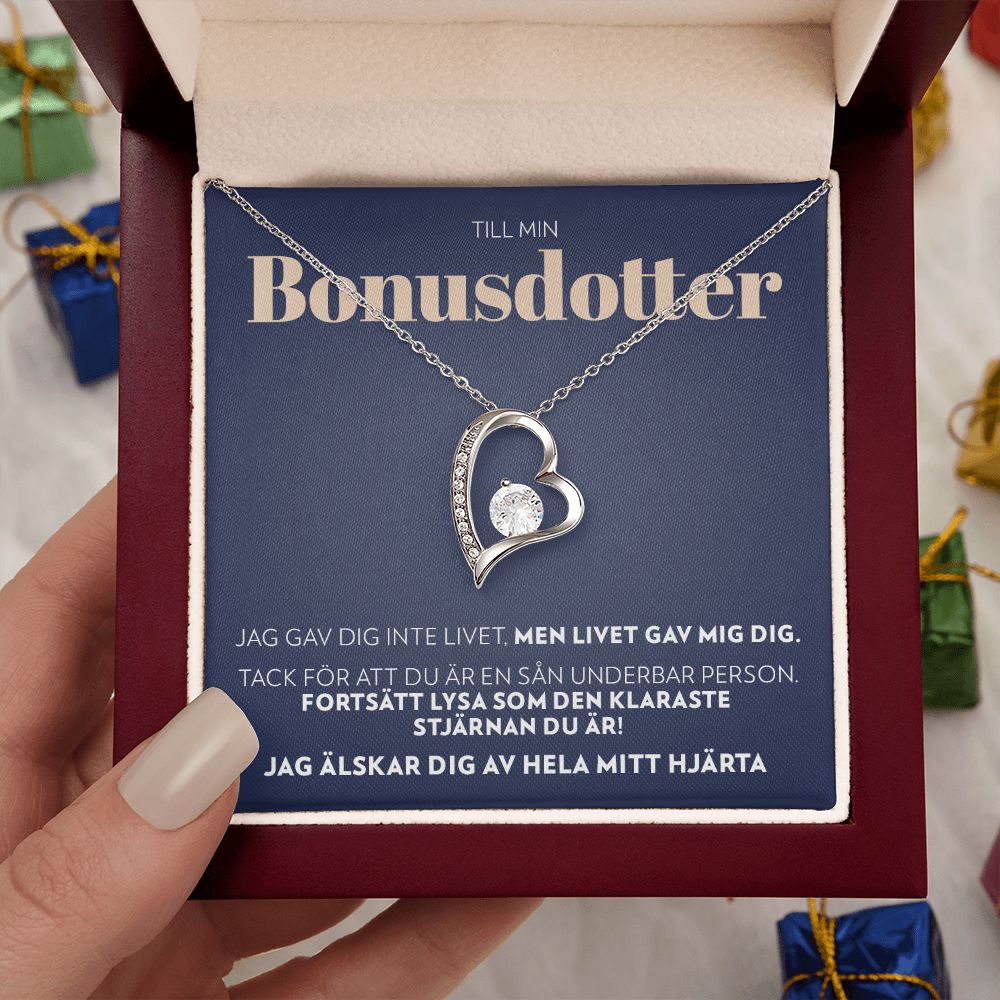 TILL MIN
Bonusdotter
JAG GAV DIG INTE LIVET, MEN LIVET GAV MIG DIG.
TACK FÖR ATT DU ÄR EN SÅN UNDERBAR PERSON.
FORTSÄTT LYSA SOM DEN KLARASTE
STJÄRNAN DU ÄR!
JAG ÄLSKAR DIG AV HELA MITT HJÄRTA